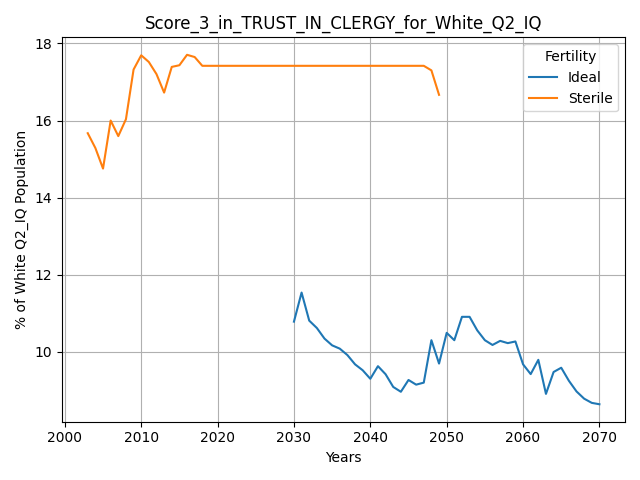 Score_3_in_TRUST_IN_CLERGY_for_White_Q2_IQ
% of White Q2_IQ Population
18
16
14
12
10
Fertility
Ideal
Sterile
2000 2010 2020 2030 2040 2050 2060 2070
Years